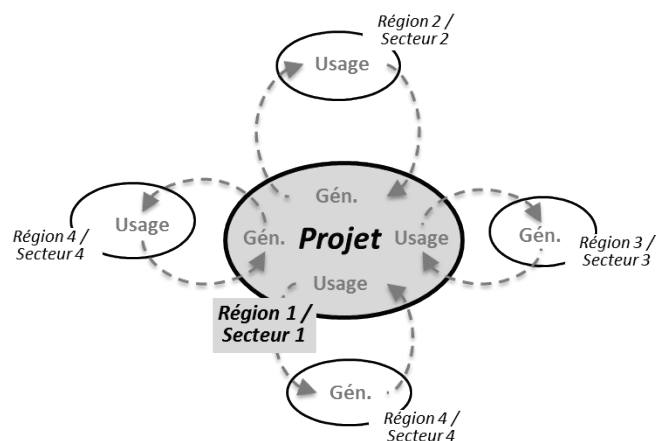 Région 2 /
Secteur 2
Usage
Gén.
Usage
Région 4 /
Secteur 4
Gén.
Projet
Usage
Gén.
Région 3 /
Secteur 3
Usage
Région 1 /
Secteur 1
Gén.
Région 4 /
Secteur 4